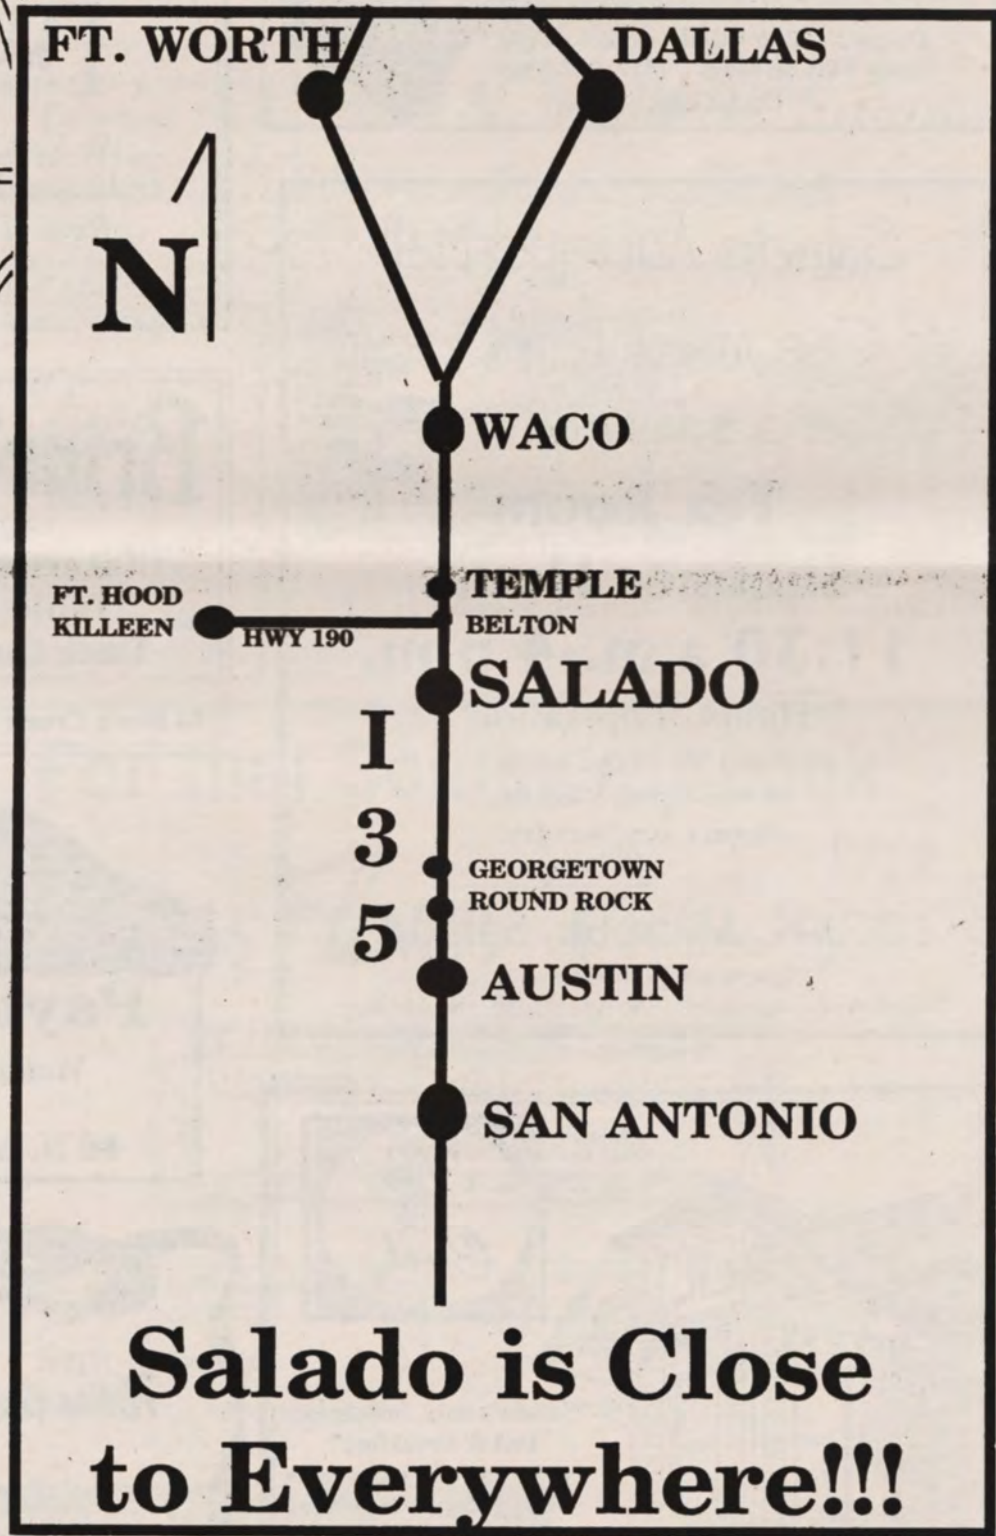 FT. WORTH
DALLAS
N
WACO
TEMPLE
FT. HOOD
KILLEEN
HWY 190
BELTON
SALADO
I
3
5
GEORGETOWN
ROUND ROCK
AUSTIN
SAN ANTONIO
Salado is Close
to Everywhere!!!